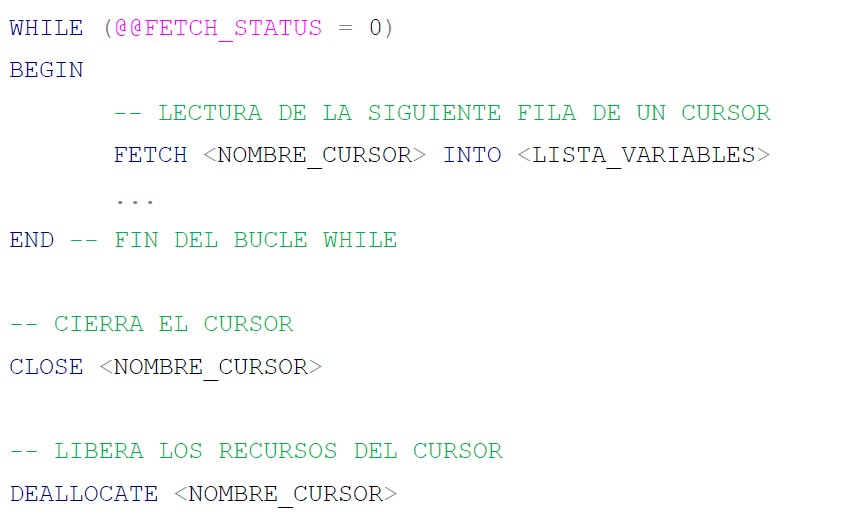 WHILE (@@FETCH_STATUS = 0)
BEGIN
-- LECTURA DE LA SIGUIENTE FILA DE UN CURSOR
FETCH <NOMBRE_CURSOR> INTO <LISTA_VARIABLES>
...
END -- FIN DEL BUCLE WHILE
-- CIERRA EL CURSOR
CLOSE <NOMBRE_CURSOR>
-- LIBERA LOS RECURSOS DEL CURSOR
DEALLOCATE <NOMBRE_CURSOR>